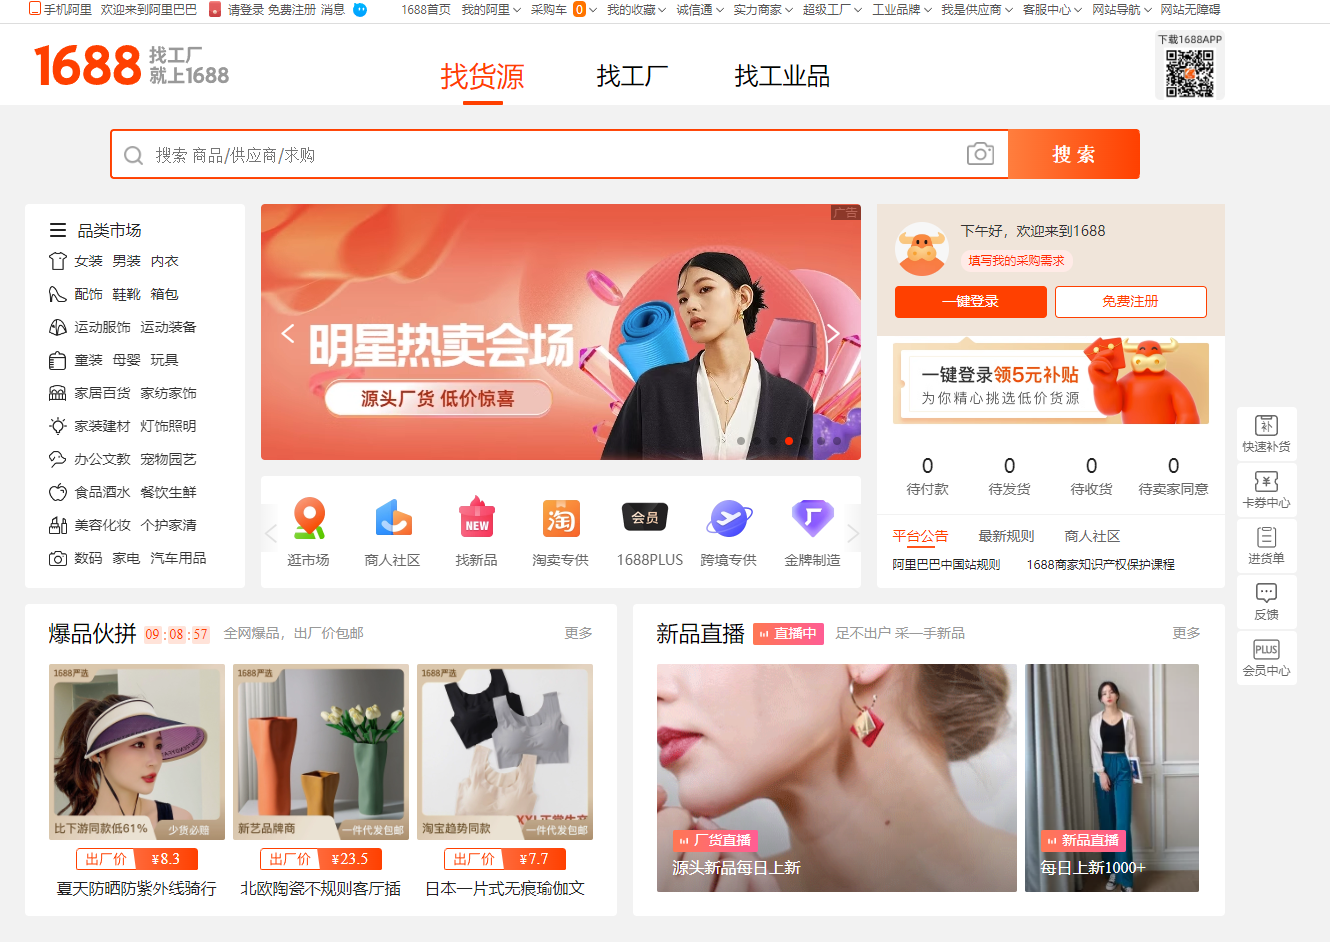 手机阿里 欢迎来到阿里巴巴 请登录 免费注册 消息 1688首页 我的阿里 采购车 0 我的收藏 诚信通 实力商家 超级工厂 工业品牌 我是供应商 客服中心 网站导航 网站无障碍
1688 找工厂 就上1688
找货源 找工厂 找工业品
下载1688APP
搜索 商品/供应商/求购
搜 索
品类市场
女装 男装 内衣
配饰 鞋靴 箱包
运动服饰 运动装备
童装 母婴 玩具
家居百货 家纺家饰
家装建材 灯饰照明
办公文教 宠物园艺
食品酒水 餐饮生鲜
美容化妆 个护家清
数码 家电 汽车用品
广告
明星热卖会场
源头厂货 低价惊喜
NEW
淘
会员
逛市场 商人社区 找新品 淘卖专供 1688PLUS 跨境专供 金牌制造
下午好，欢迎来到1688
填写我的采购需求
一键登录 免费注册
一键登录领5元补贴
为你精心挑选低价货源
0 0 0 0
待付款 待发货 待收货 待卖家同意
平台公告 最新规则 商人社区
阿里巴巴中国站规则 1688商家知识产权保护课程
补
快速补货
¥
卡券中心
进货单
反馈
PLUS
会员中心
爆品伙拼 09 : 08 : 57 全网爆品，出厂价包邮 更多
1688严选 1688严选 1688严选
比下游同款低61% 少货必赔
新艺品牌商 一件代发包邮
淘宝趋势同款 一件代发包邮
出厂价 ¥8.3
出厂价 ¥23.5
出厂价 ¥7.7
夏天防晒防紫外线骑行
北欧陶瓷不规则客厅插
日本一片式无痕瑜伽文
新品直播 直播中 足不出户 采一手新品 更多
厂货直播
源头新品每日上新
新品直播
每日上新1000+